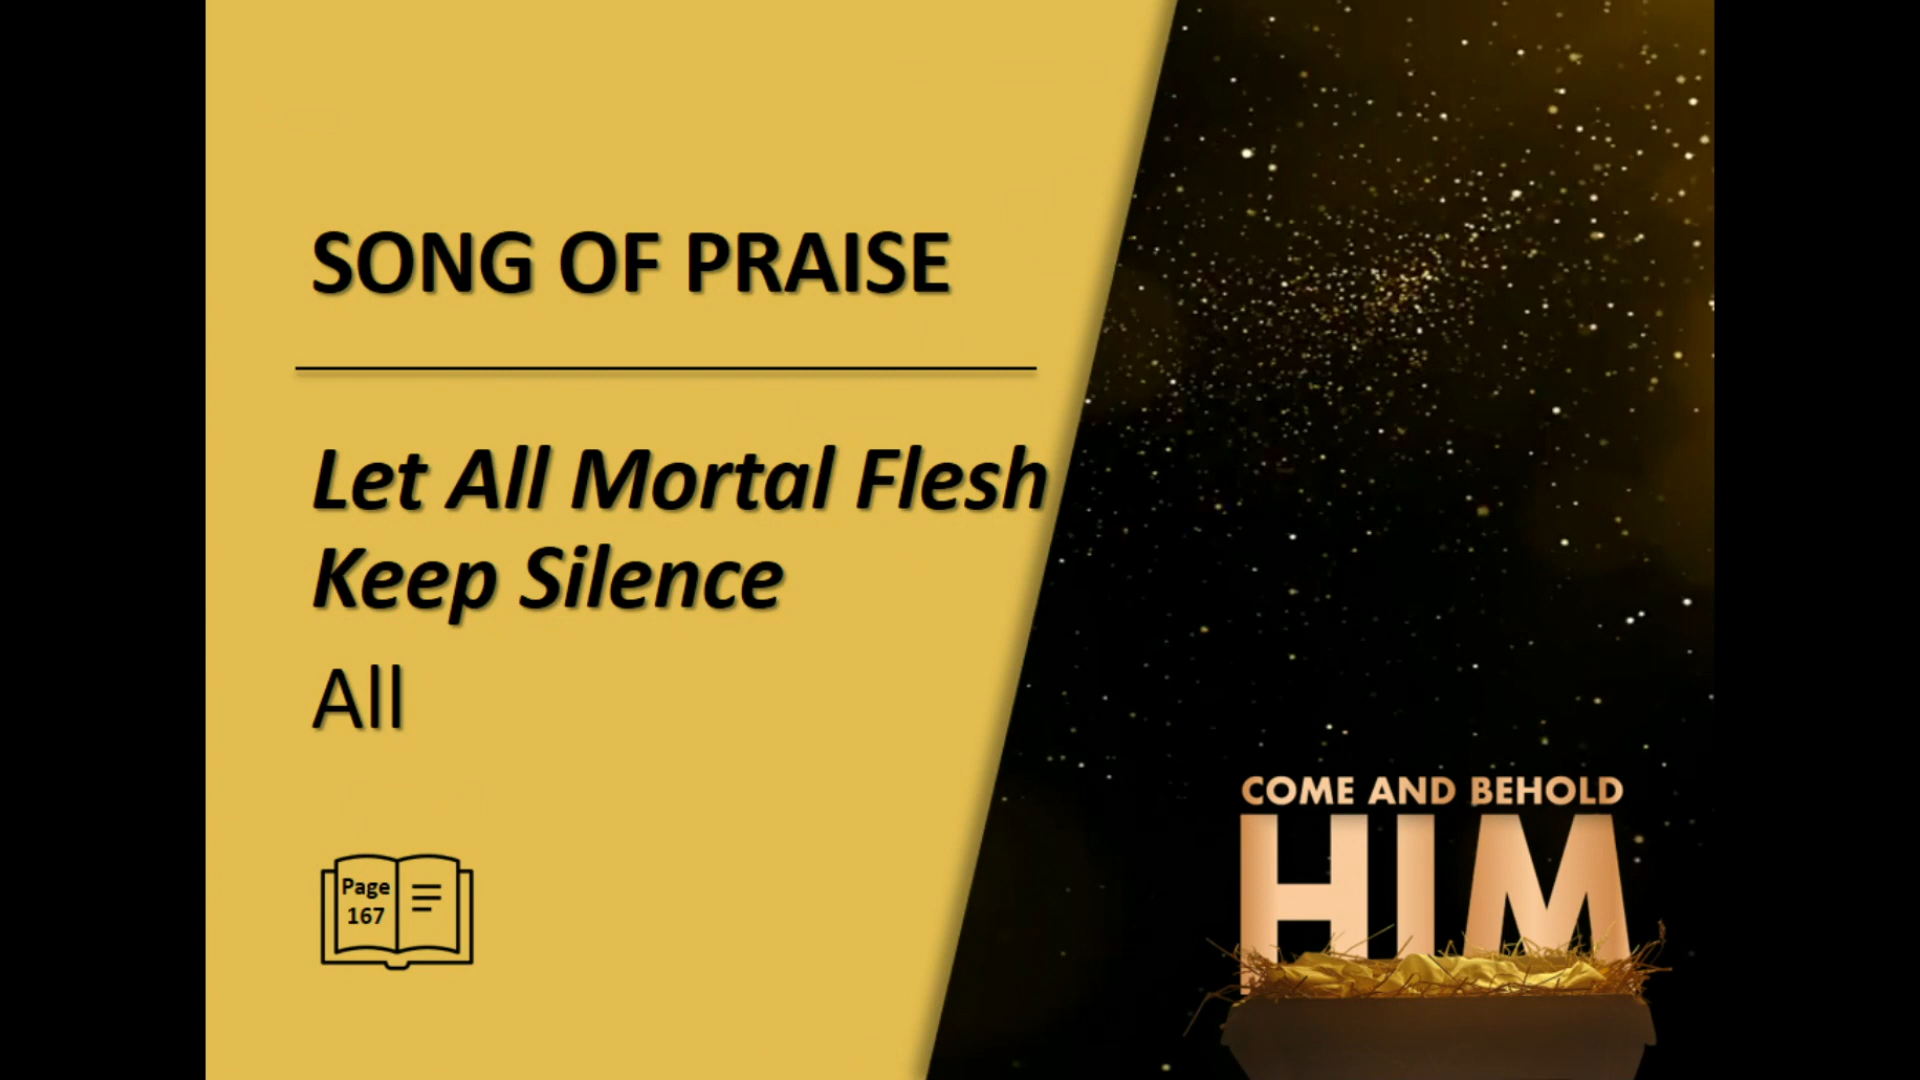 SONG OF PRAISE
Let All Mortal Flesh
Keep Silence
All
Page
167
COME AND BEHOLD
HIM